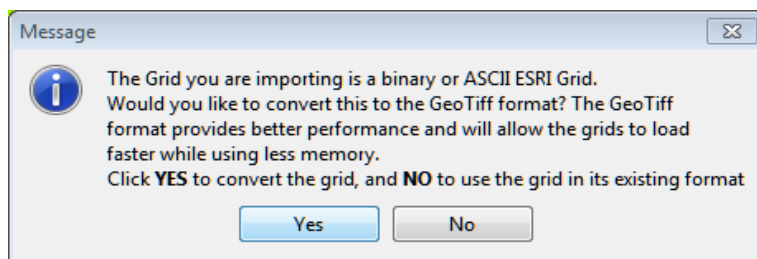 Message
The Grid you are importing is a binary or ASCII ESRI Grid.
Would you like to convert this to the GeoTiff format? The GeoTiff
format provides better performance and will allow the grids to load
faster while using less memory.
Click YES to convert the grid, and NO to use the grid in its existing format
Yes No